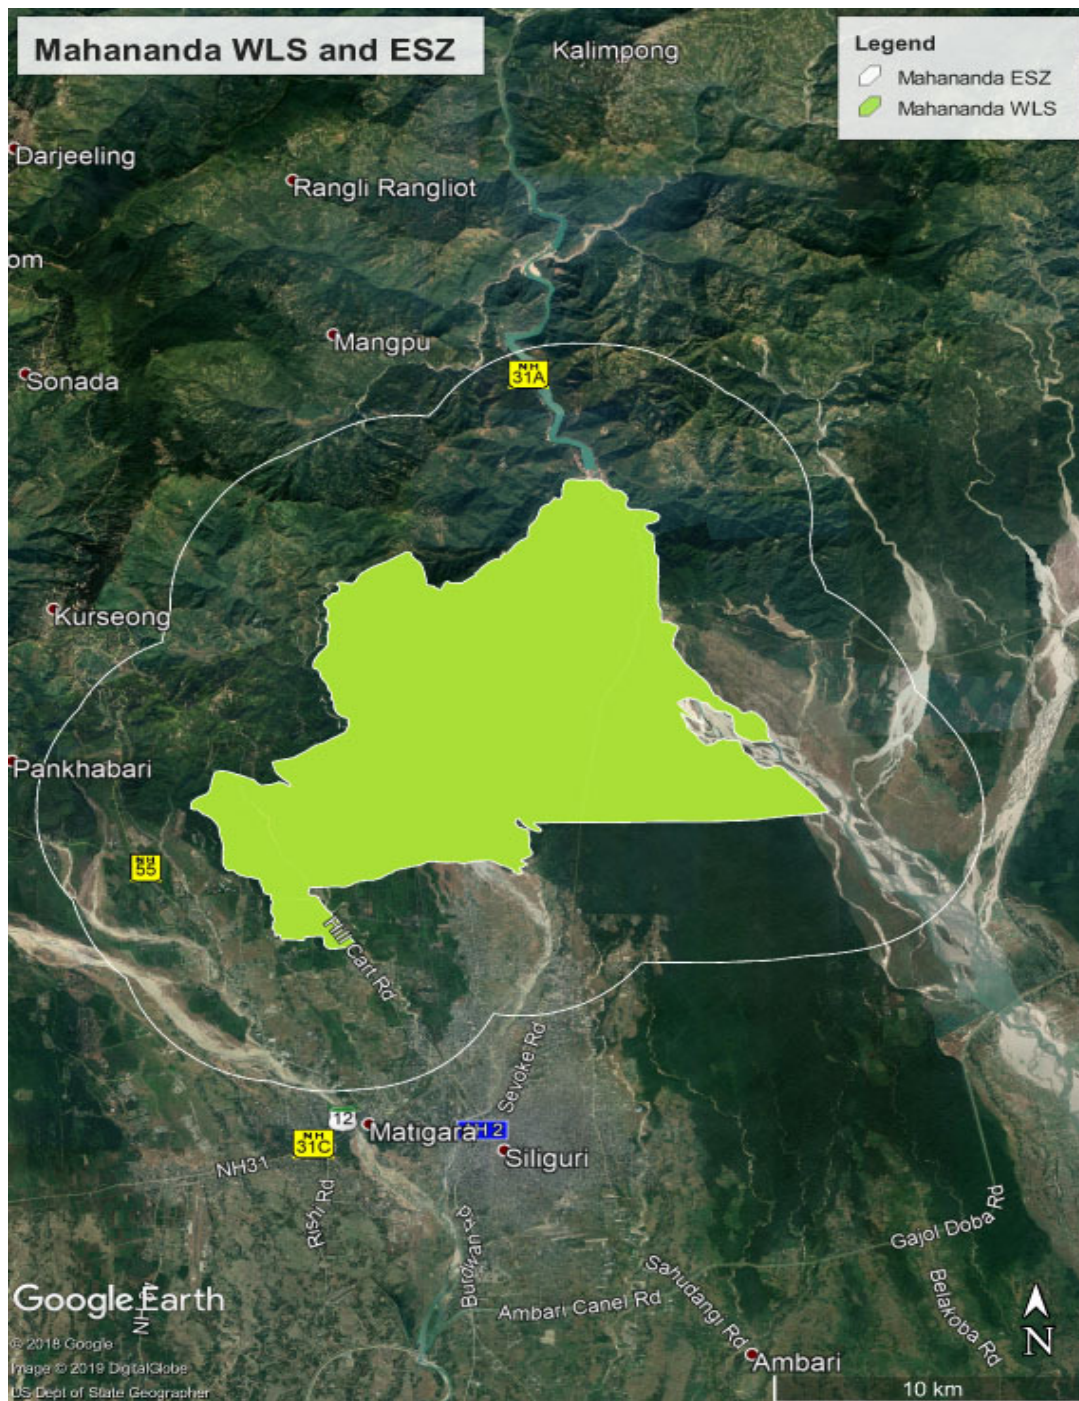 Mahananda WLS and ESZ
Kalimpong
Legend
Mahananda ESZ
Mahananda WLS
Darjeeling
Rangli Rangliot
om
Mangpu
NH
31A
Sonada
Kurseong
Pankhabari
NH
55
Hill Cart Rd
Sevoke Rd
12
Matigara
AH 2
NH
31C
Siliguri
NH31
Rishi Rd
Burdwan Rd
Gajol Doba Rd
Sahudangi Rd
Belakoba Rd
Ambari Canel Rd
Google Earth
N
© 2018 Google
Image © 2019 DigitalGlobe
US Dept of State Geographer
Ambari
10 km